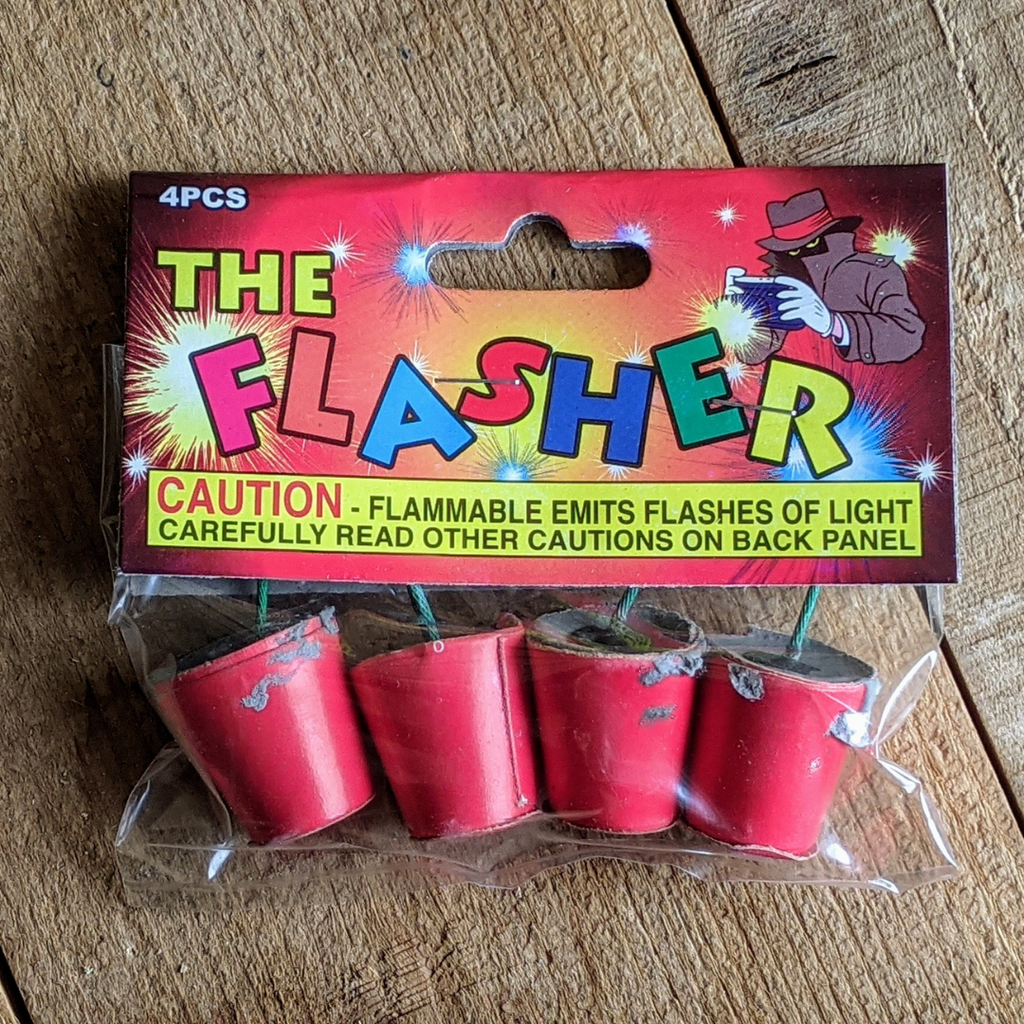 4PCS
THE
FLASHER
CAUTION - FLAMMABLE EMITS FLASHES OF LIGHT
CAREFULLY READ OTHER CAUTIONS ON BACK PANEL